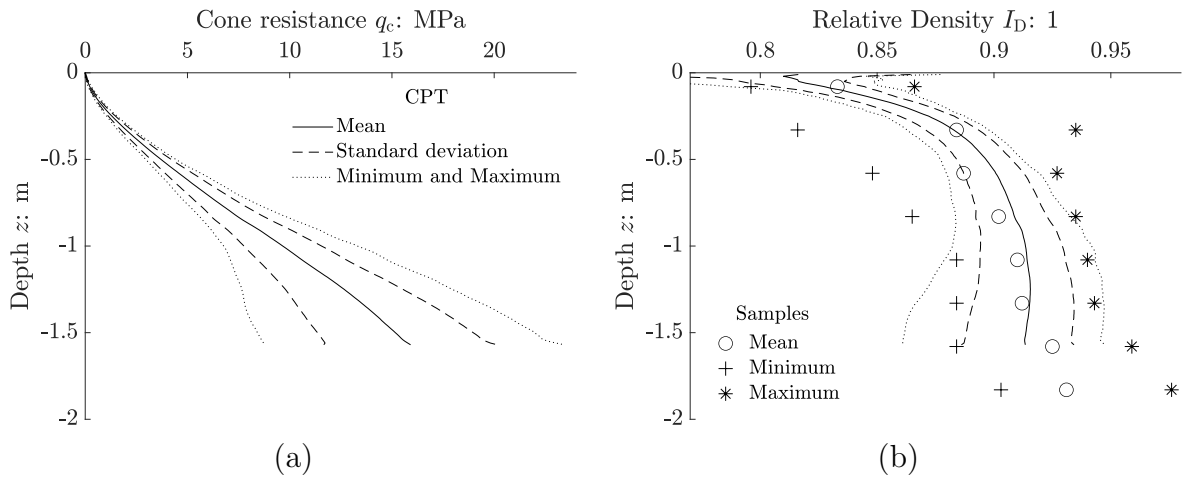 Cone resistance qc: MPa
0 5 10 15 20
0
-0.5
-1
-1.5
-2
Depth z: m
CPT
Mean
Standard deviation
Minimum and Maximum
(a)
Relative Density ID: 1
0.8 0.85 0.9 0.95
0
-0.5
-1
-1.5
-2
Depth z: m
Samples
Mean
Minimum
Maximum
(b)